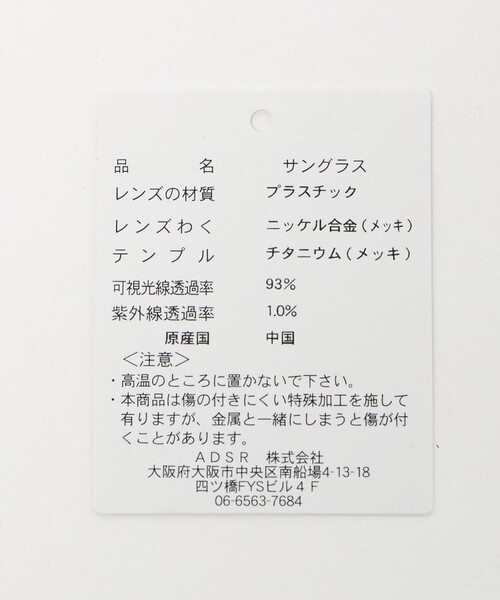 品名 サングラス
レンズの材質 プラスチック
レンズわく ニッケル合金(メッキ)
テンプル チタニウム(メッキ)
可視光線透過率 93%
紫外線透過率 1.0%
原産国 中国
<注意>
・高温のところに置かないで下さい。
・本商品は傷の付きにくい特殊加工を施して
有りますが、金属と一緒にしまうと傷が付
くことがあります。
ADSR 株式会社
大阪府大阪市中央区南船場4-13-18
四ツ橋FYSビル4F
06-6563-7684